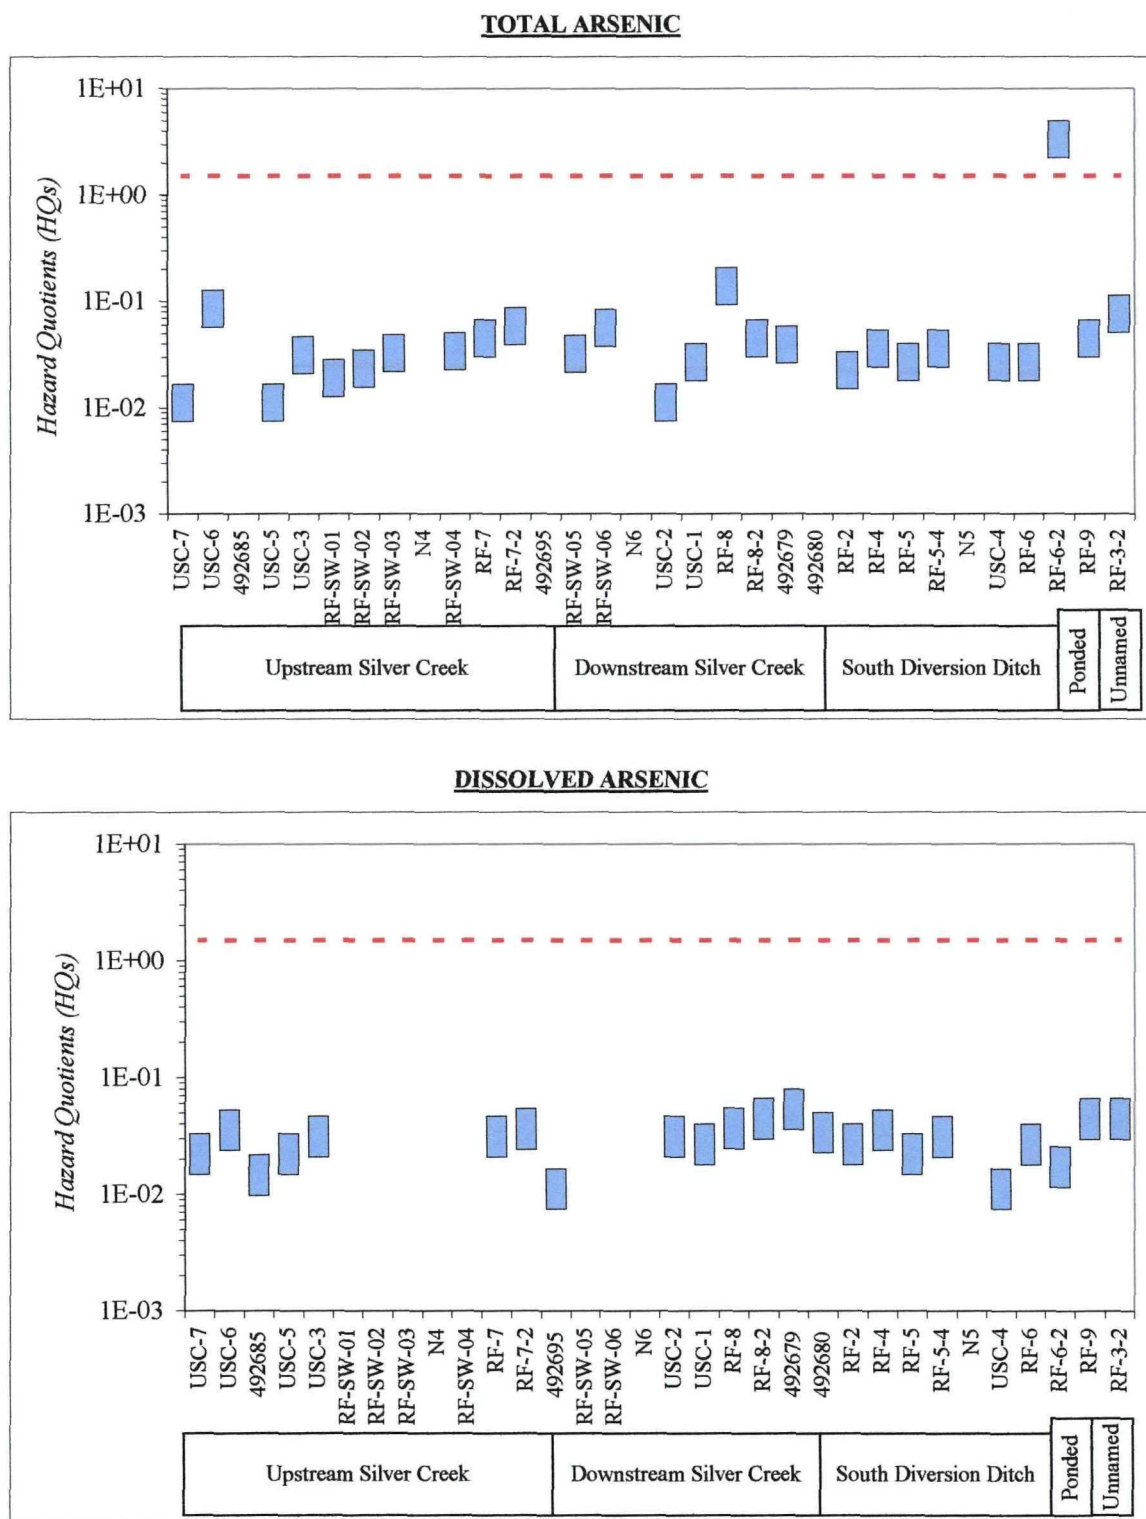 TOTAL ARSENIC
Hazard Quotients (HQs)
1E+01
1E+00
1E-01
1E-02
1E-03
USC-7
USC-6
492685
USC-5
USC-3
RF-SW-01
RF-SW-02
RF-SW-03
N4
RF-SW-04
RF-7
RF-7-2
492695
RF-SW-05
RF-SW-06
N6
USC-2
USC-1
RF-8
RF-8-2
492679
492680
RF-2
RF-4
RF-5
RF-5-4
N5
USC-4
RF-6
RF-6-2
RF-9
RF-3-2
Upstream Silver Creek
Downstream Silver Creek
South Diversion Ditch
Ponded
Unnamed
DISSOLVED ARSENIC
Hazard Quotients (HQs)
1E+01
1E+00
1E-01
1E-02
1E-03
USC-7
USC-6
492685
USC-5
USC-3
RF-SW-01
RF-SW-02
RF-SW-03
N4
RF-SW-04
RF-7
RF-7-2
492695
RF-SW-05
RF-SW-06
N6
USC-2
USC-1
RF-8
RF-8-2
492679
492680
RF-2
RF-4
RF-5
RF-5-4
N5
USC-4
RF-6
RF-6-2
RF-9
RF-3-2
Upstream Silver Creek
Downstream Silver Creek
South Diversion Ditch
Ponded
Unnamed